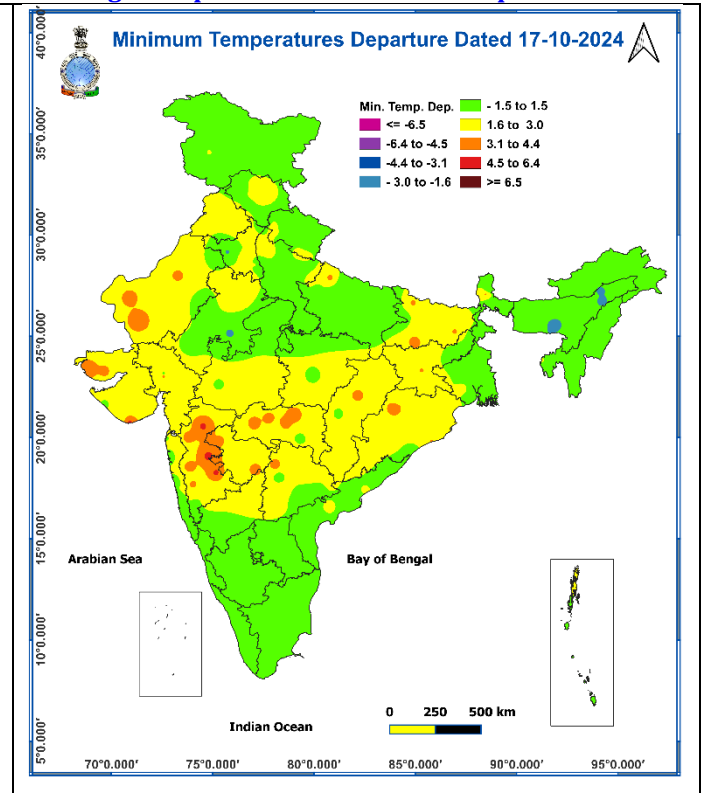 Minimum Temperatures Departure Dated 17-10-2024
Min. Temp. Dep.
<= -6.5
-6.4 to -4.5
-4.4 to -3.1
- 3.0 to -1.6
- 1.5 to 1.5
1.6 to 3.0
3.1 to 4.4
4.5 to 6.4
>= 6.5
40°0.000'
35°0.000'
30°0.000'
25°0.000'
20°0.000'
15°0.000'
10°0.000'
5°0.000'
Arabian Sea
Bay of Bengal
Indian Ocean
0 250 500 km
70°0.000' 75°0.000' 80°0.000' 85°0.000' 90°0.000' 95°0.000'